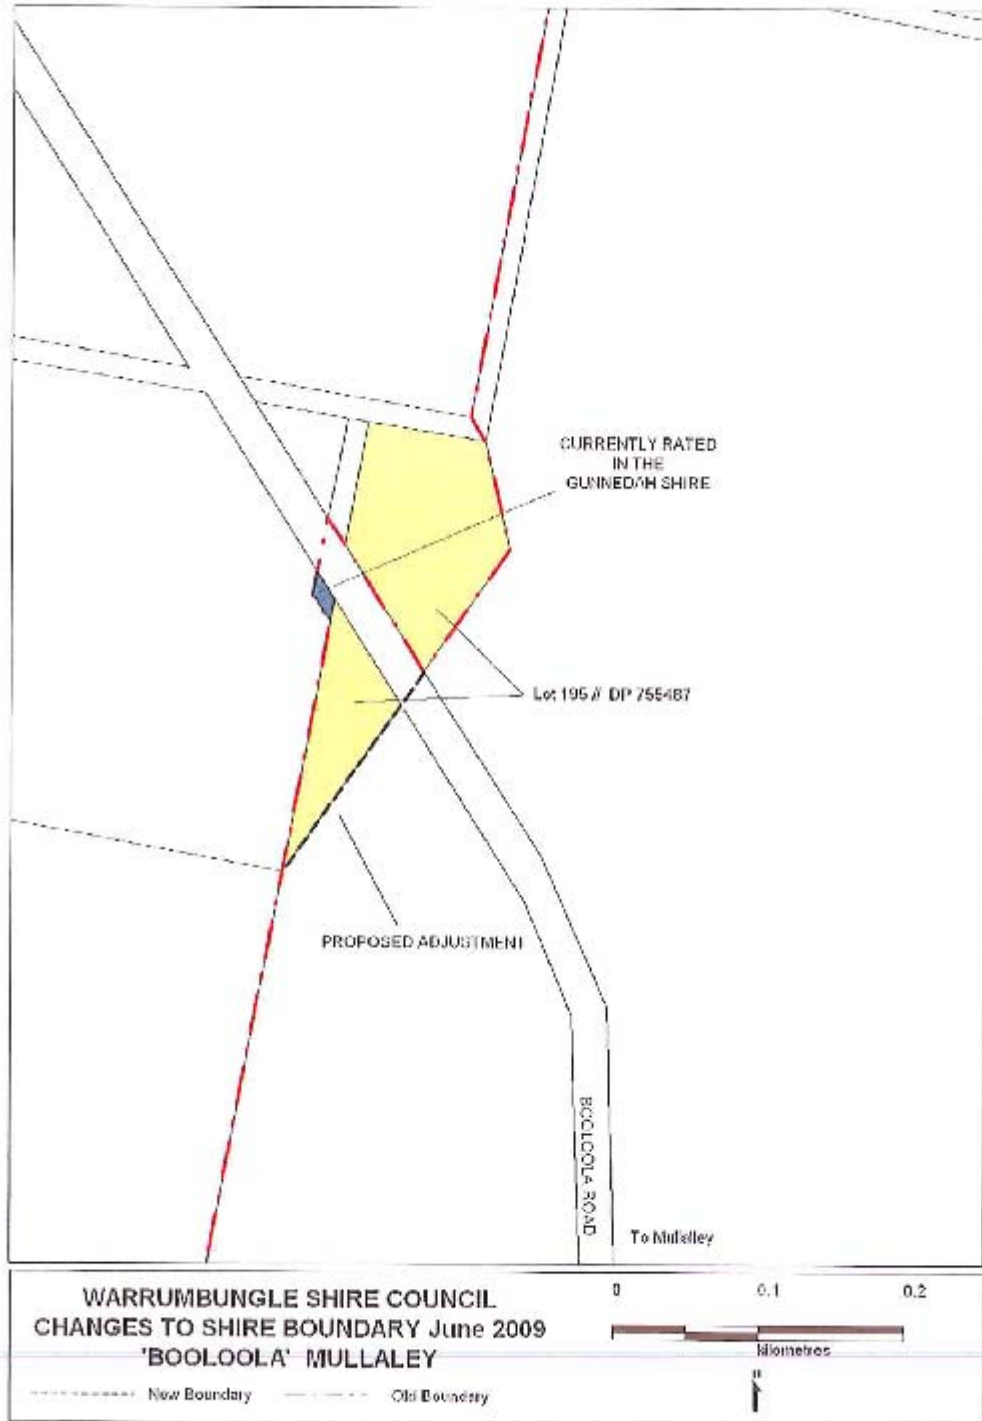 CURRENTLY RATED
IN THE
GUNNEDAH SHIRE
Lot 195 // DP 755487
PROPOSED ADJUSTMENT
BOOLOOLA ROAD
To Mullalley
WARRUMBUNGLE SHIRE COUNCIL
CHANGES TO SHIRE BOUNDARY June 2009
'BOOLOOLA' MULLALEY
New Boundary
Old Boundary
0 0.1 0.2
kilometres
n